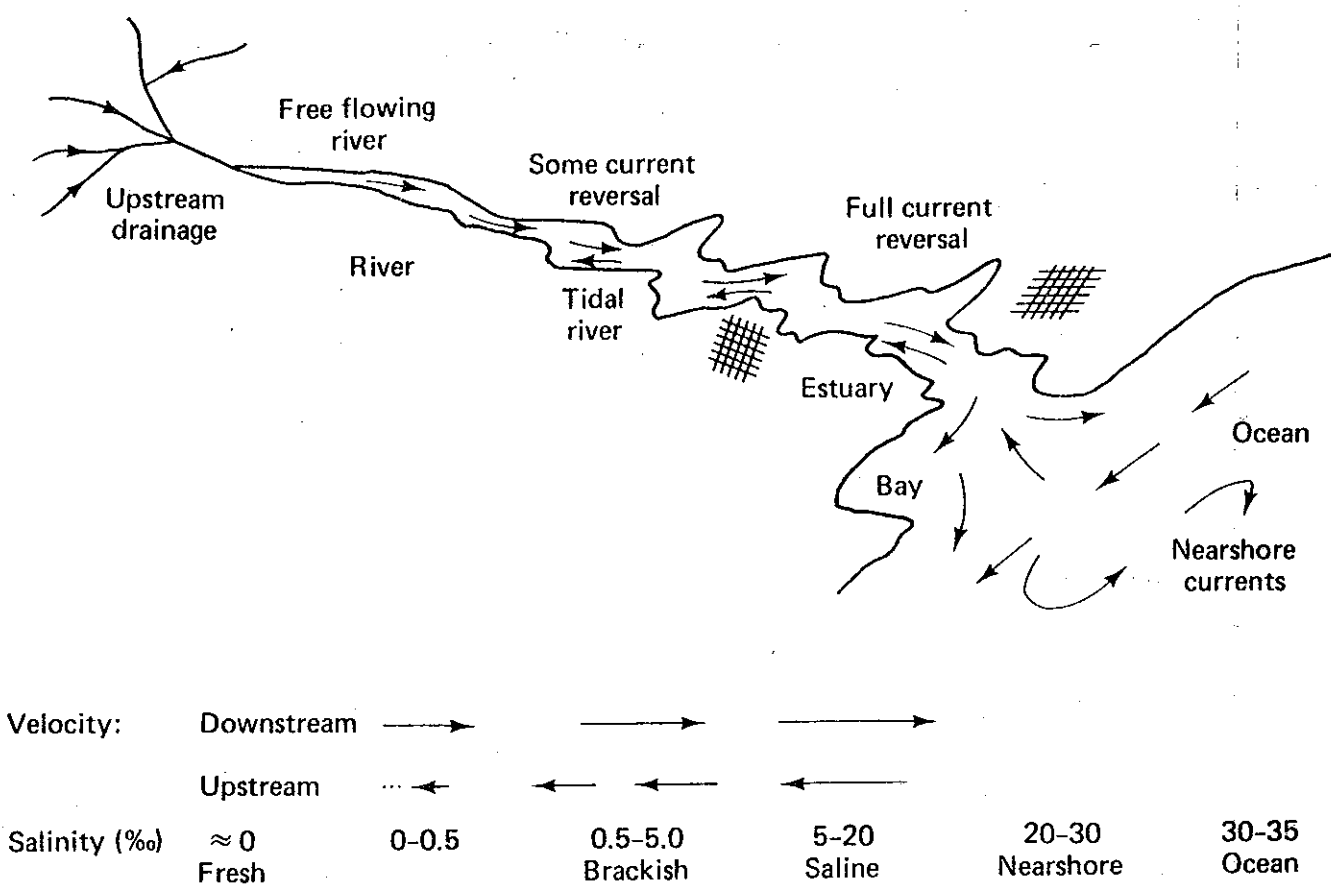 Free flowing
river
Some current
reversal
Full current
reversal
Upstream
drainage
River
Tidal
river
Estuary
Ocean
Bay
Nearshore
currents
Velocity: Downstream
Upstream
Salinity (‰) ≈ 0 0–0.5 0.5–5.0 5–20 20–30 30–35
Fresh Brackish Saline Nearshore Ocean